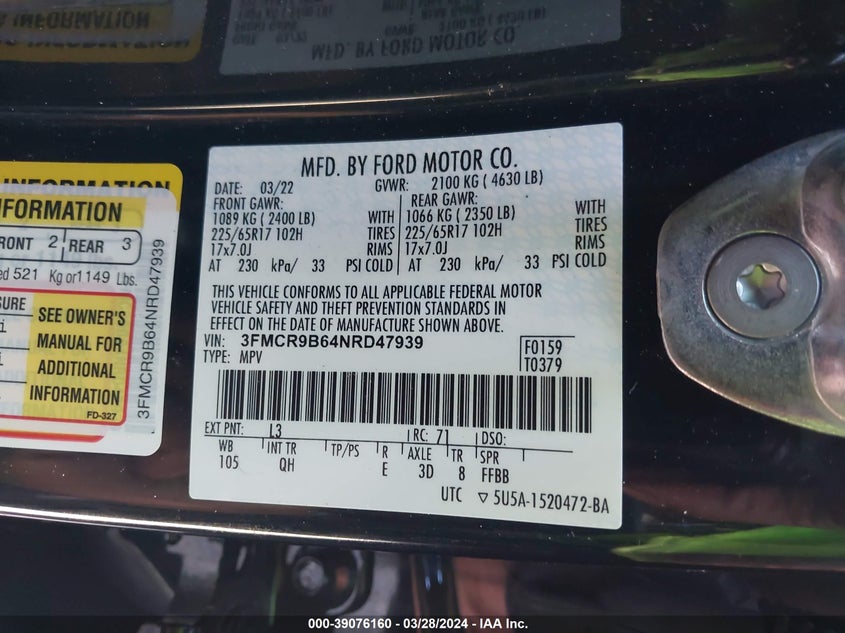 MFD. BY FORD MOTOR CO.
DATE: 03/22 GVWR: 2100 KG ( 4630 LB)
FRONT GAWR: REAR GAWR:
1089 KG ( 2400 LB) WITH 1066 KG ( 2350 LB) WITH
225/65R17 102H TIRES 225/65R17 102H TIRES
17x7.0J RIMS 17x7.0J RIMS
AT 230 kPa/ 33 PSI COLD AT 230 kPa/ 33 PSI COLD
THIS VEHICLE CONFORMS TO ALL APPLICABLE FEDERAL MOTOR
VEHICLE SAFETY AND THEFT PREVENTION STANDARDS IN
EFFECT ON THE DATE OF MANUFACTURE SHOWN ABOVE.
VIN: 3FMCR9B64NRD47939 F0159
TYPE: MPV T0379
EXT PNT: L3 RC: 71 DSO:
WB INT TR TP/PS R AXLE TR SPR
105 QH E 3D 8 FFBB
UTC ▽ 5U5A-1520472-BA
INFORMATION
FORMATION
FRONT 2 REAR 3
521 Kg or 1149 Lbs.
SEE OWNER'S
MANUAL FOR
ADDITIONAL
INFORMATION
FD-327
3FMCR9B64NRD47939
MFD. BY FORD MOTOR CO.
000-39076160 - 03/28/2024 - IAA Inc.